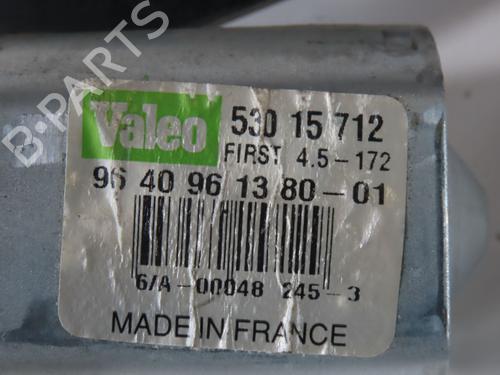 B-PARTS
Valeo
530 15 712
FIRST 4.5-172
96 40 96 13 80-01
6/A-00048 245-3
MADE IN FRANCE